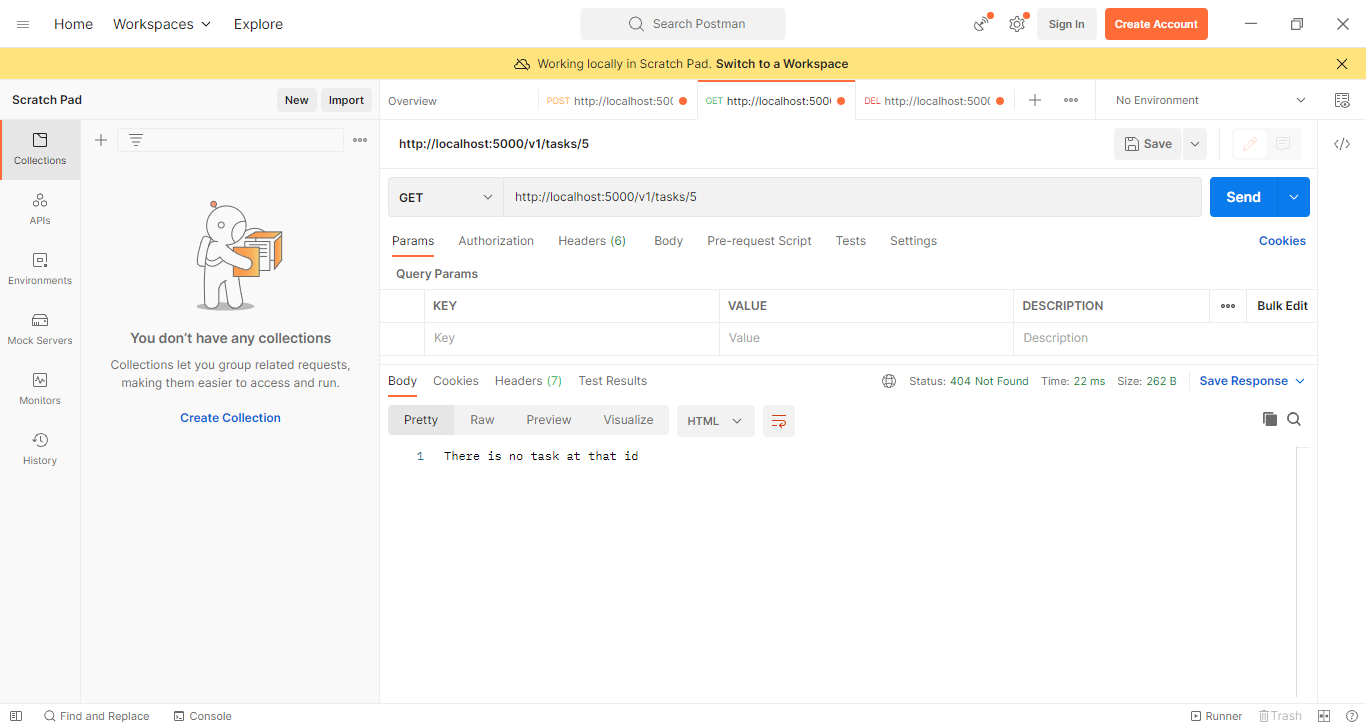 Home Workspaces Explore Search Postman Sign In Create Account
Working locally in Scratch Pad. Switch to a Workspace
Scratch Pad New Import
Overview POST http://localhost:500 GET http://localhost:500 DEL http://localhost:5000 No Environment
Collections
APIs
Environments
Mock Servers
Monitors
History
You don’t have any collections
Collections let you group related requests,
making them easier to access and run.
Create Collection
http://localhost:5000/v1/tasks/5 Save
GET http://localhost:5000/v1/tasks/5 Send
Params Authorization Headers (6) Body Pre-request Script Tests Settings Cookies
Query Params
KEY VALUE DESCRIPTION Bulk Edit
Key Value Description
Body Cookies Headers (7) Test Results Status: 404 Not Found Time: 22 ms Size: 262 B Save Response
Pretty Raw Preview Visualize HTML
1 There is no task at that id
Find and Replace Console Runner Trash